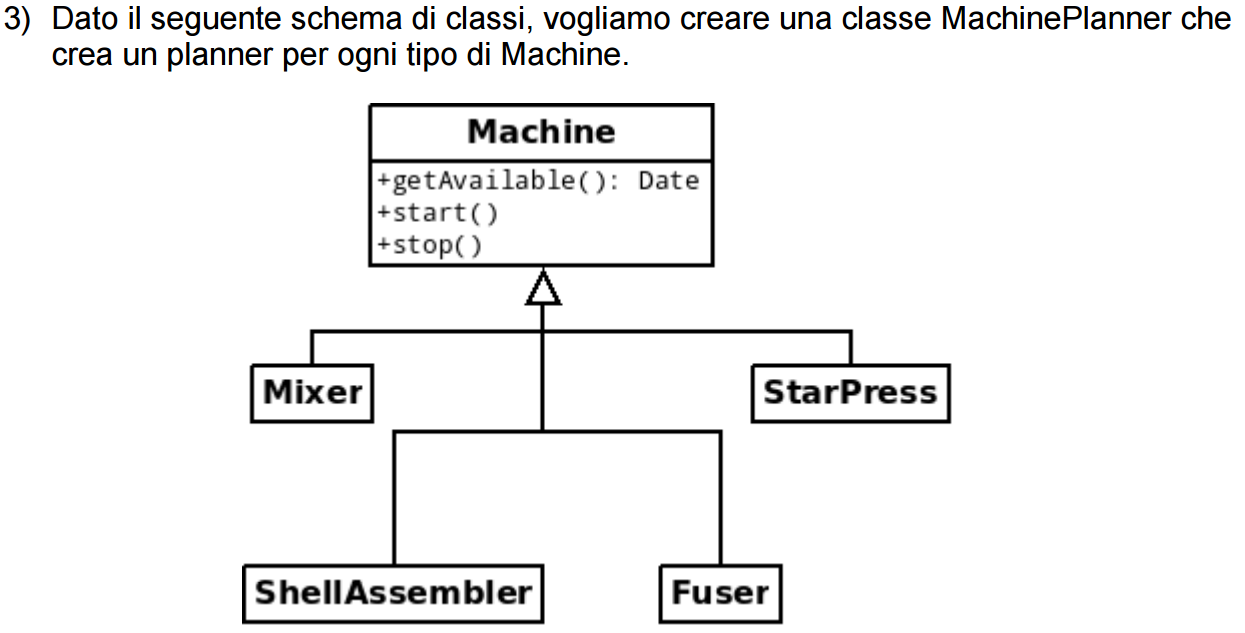 3) Dato il seguente schema di classi, vogliamo creare una classe MachinePlanner che
crea un planner per ogni tipo di Machine.
Machine
+getAvailable(): Date
+start()
+stop()
Mixer
StarPress
ShellAssembler
Fuser